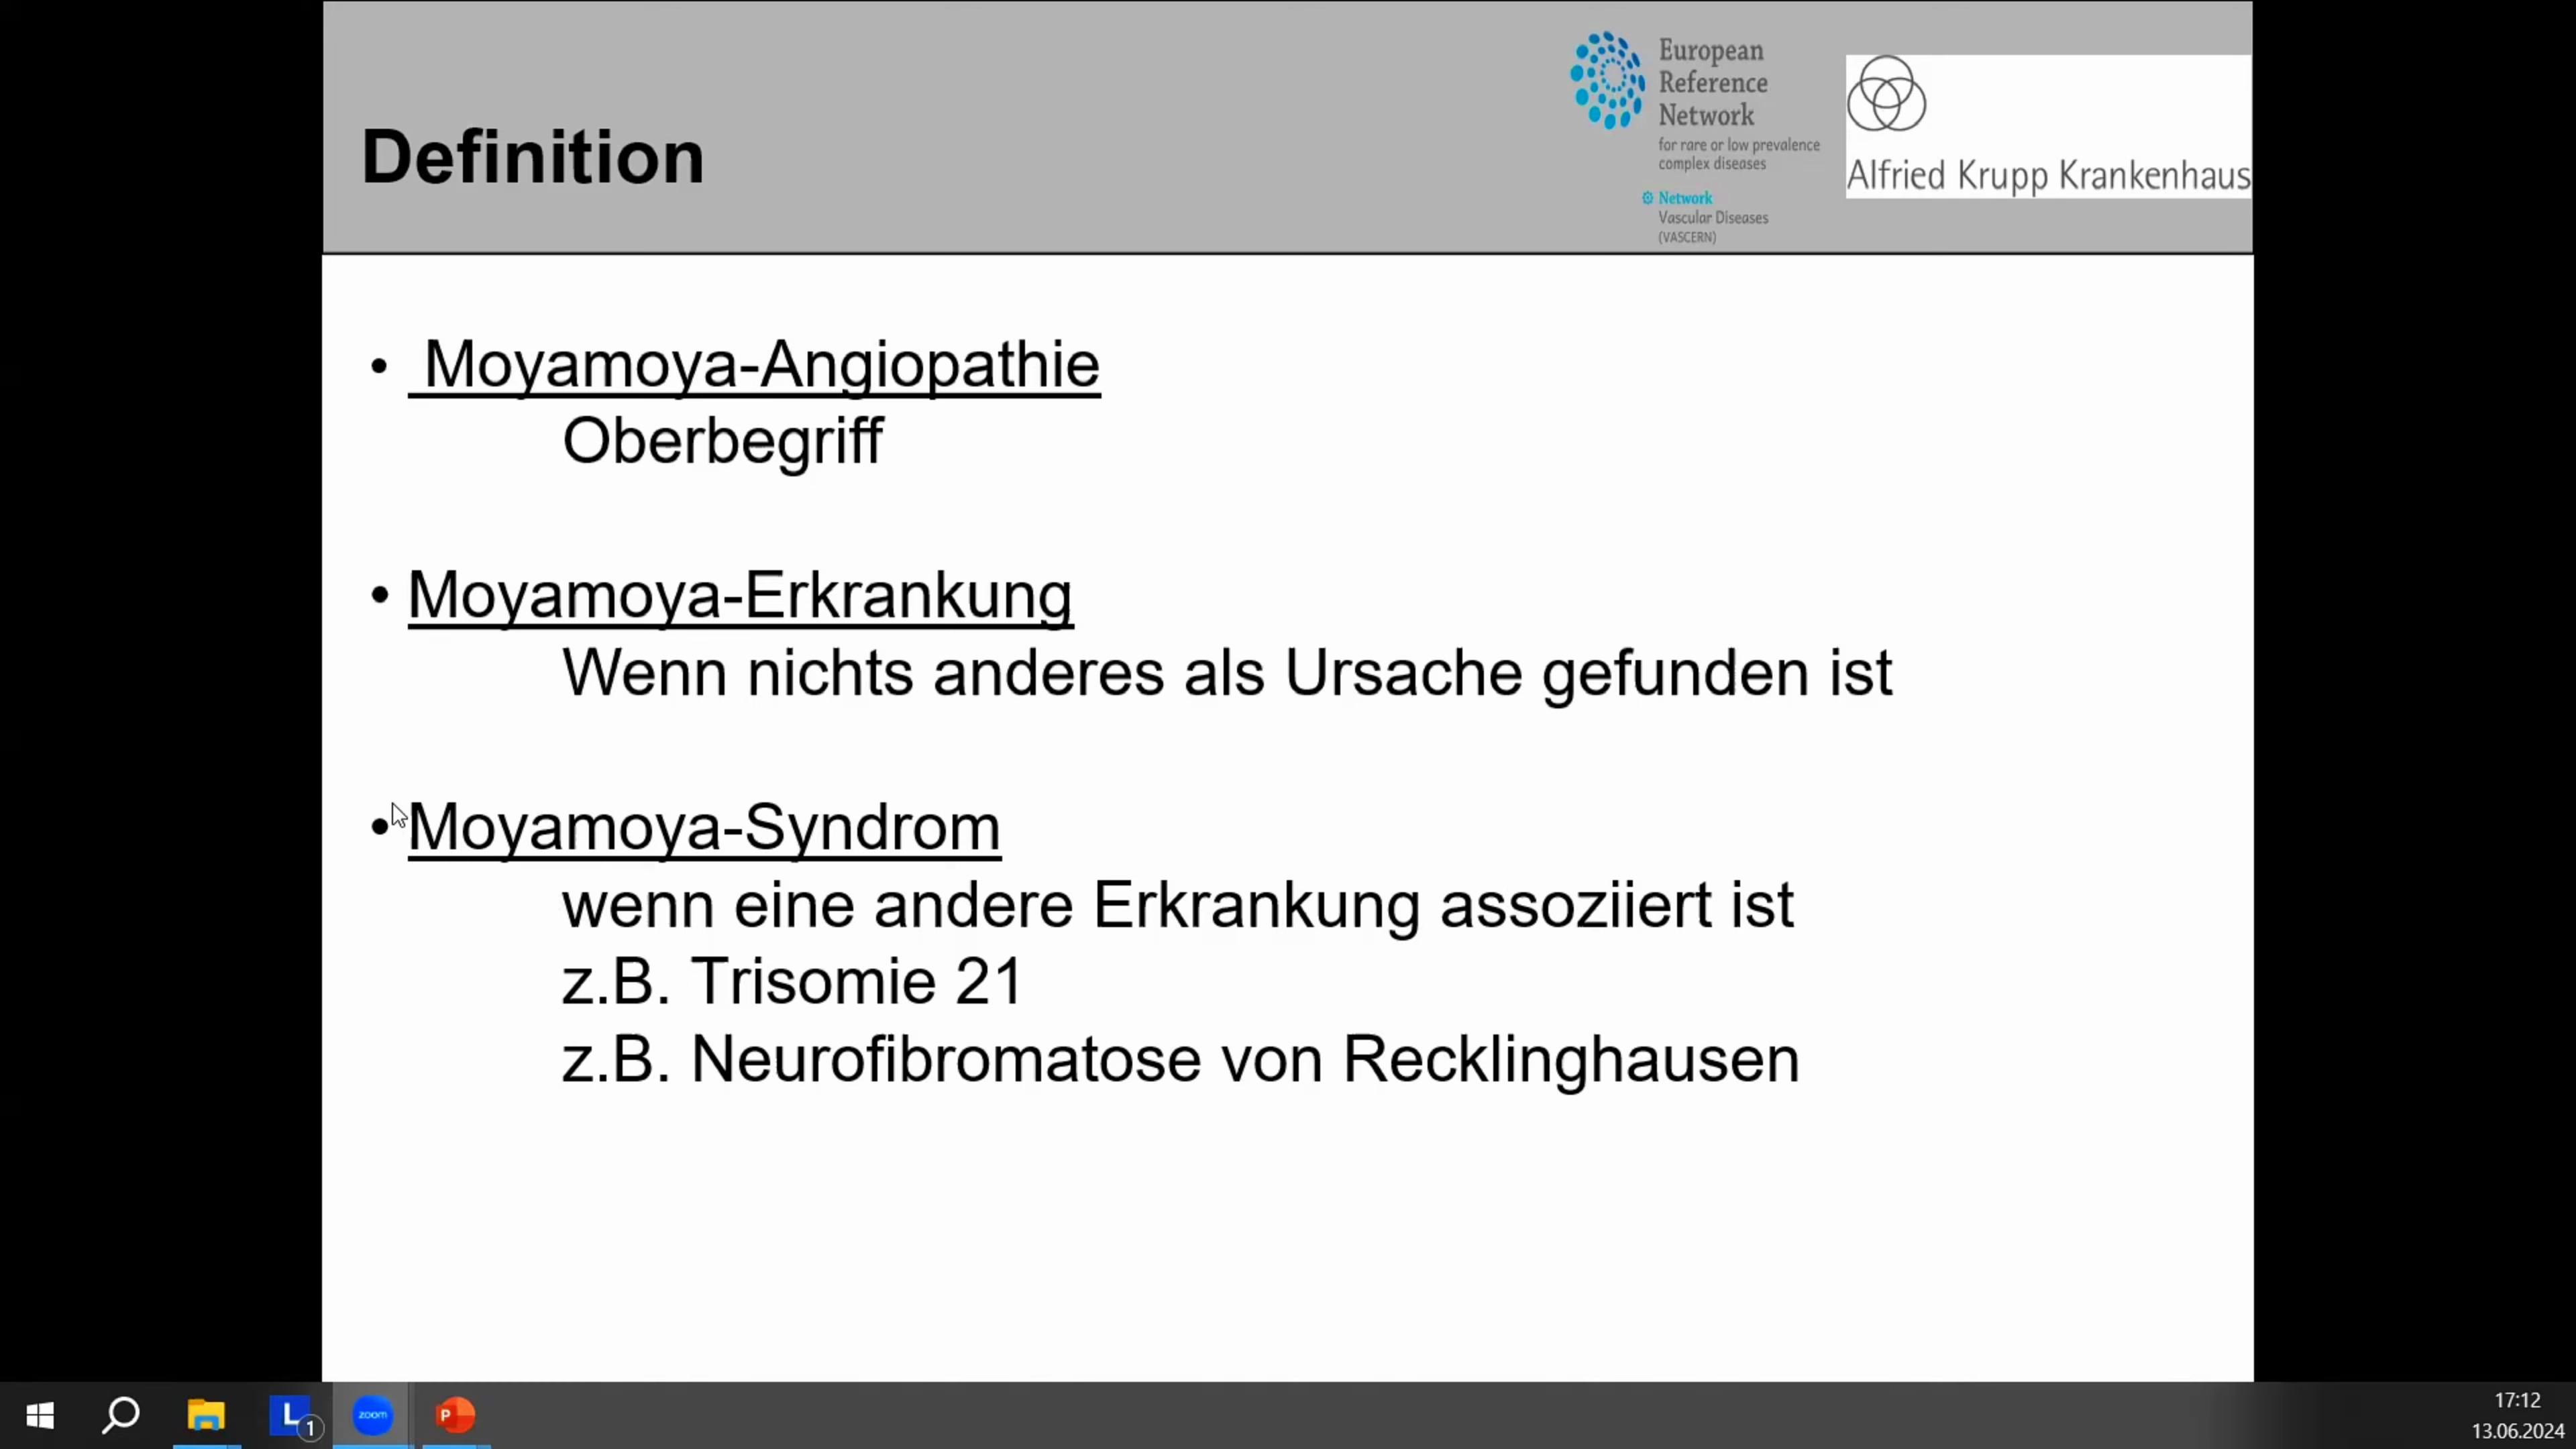 Definition
European
Reference
Network
for rare or low prevalence
complex diseases
Network
Vascular Diseases
(VASCERN)
Alfried Krupp Krankenhaus
• Moyamoya-Angiopathie
Oberbegriff
• Moyamoya-Erkrankung
Wenn nichts anderes als Ursache gefunden ist
• Moyamoya-Syndrom
wenn eine andere Erkrankung assoziiert ist
z.B. Trisomie 21
z.B. Neurofibromatose von Recklinghausen
L
1
zoom
P
17:12
13.06.2024